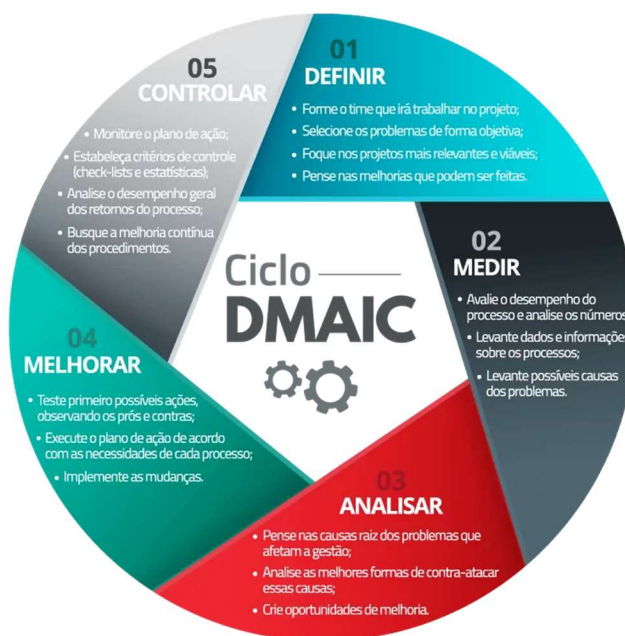 01
DEFINIR
• Forme o time que irá trabalhar no projeto;
• Selecione os problemas de forma objetiva;
• Foque nos projetos mais relevantes e viáveis;
• Pense nas melhorias que podem ser feitas.
02
MEDIR
• Avalie o desempenho do
processo e analise os números
• Levante dados e informaçõe
sobre os processos;
• Levante possíveis causas
dos problemas.
03
ANALISAR
• Pense nas causas raiz dos problemas que
afetam a gestão;
• Analise as melhores formas de contra-atacar
essas causas;
• Crie oportunidades de melhoria.
04
MELHORAR
• Teste primeiro possíveis ações,
observando os prós e contras;
• Execute o plano de ação de acordo
com as necessidades de cada processo;
• Implemente as mudanças.
05
CONTROLAR
• Monitore o plano de ação;
• Estabeleça critérios de controle
(check-lists e estatísticas);
• Analise o desempenho geral
dos retornos do processo;
• Busque a melhoria contínua
dos procedimentos.
Ciclo
DMAIC